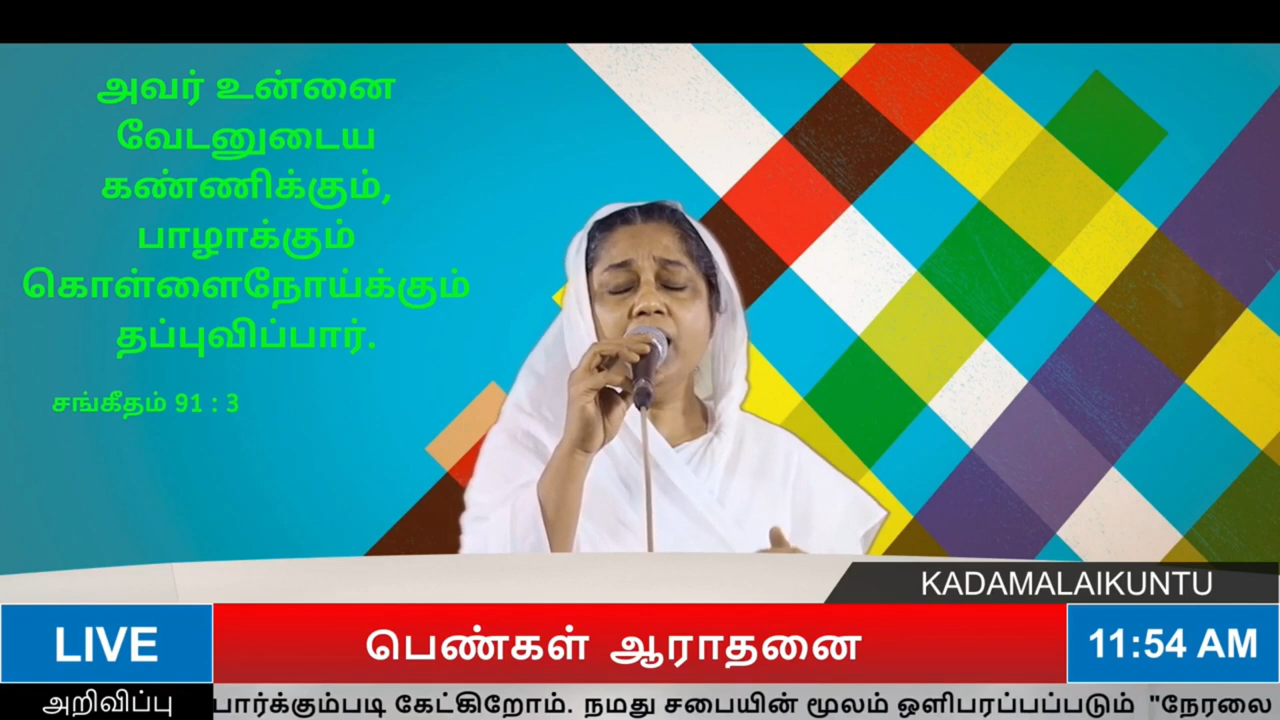 அவர் உன்னை
வேடனுடைய
கண்ணிக்கும்,
பாழாக்கும்
கொள்ளைநோய்க்கும்
தப்புவிப்பார்.
சங்கீதம் 91 : 3
KADAMALAIKUNTU
LIVE
பெண்கள் ஆராதனை
11:54 AM
அறிவிப்பு
பார்க்கும்படி கேட்கிறோம். நமது சபையின் மூலம் ஒளிபரப்பப்படும் "நேரலை